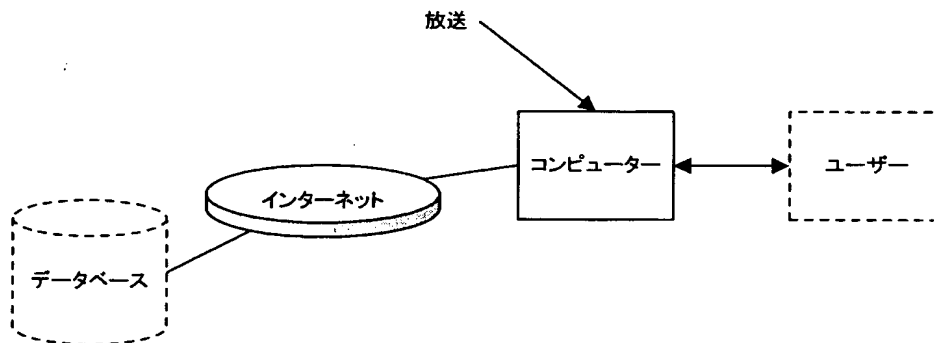 放送
コンピューター
ユーザー
インターネット
データベース